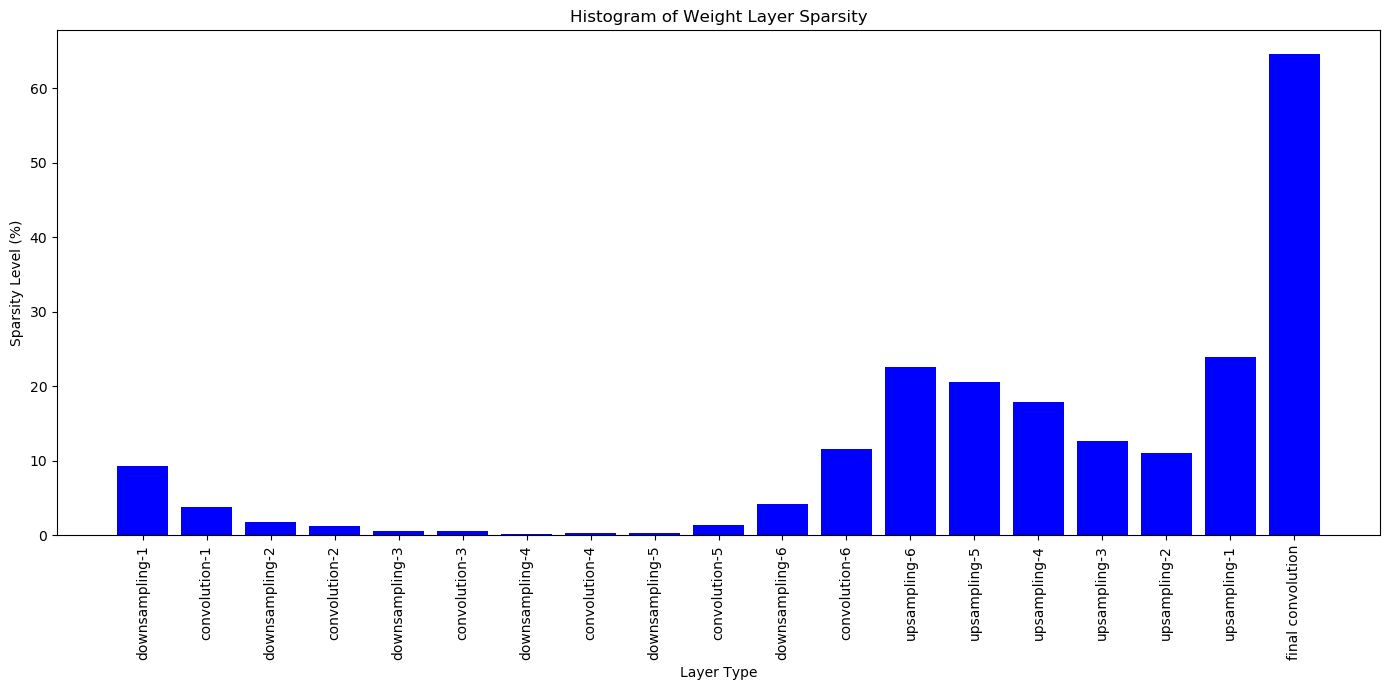 Histogram of Weight Layer Sparsity
Sparsity Level (%)
60
50
40
30
20
10
0
downsampling-1
convolution-1
downsampling-2
convolution-2
downsampling-3
convolution-3
downsampling-4
convolution-4
downsampling-5
convolution-5
downsampling-6
convolution-6
upsampling-6
upsampling-5
upsampling-4
upsampling-3
upsampling-2
upsampling-1
final convolution
Layer Type